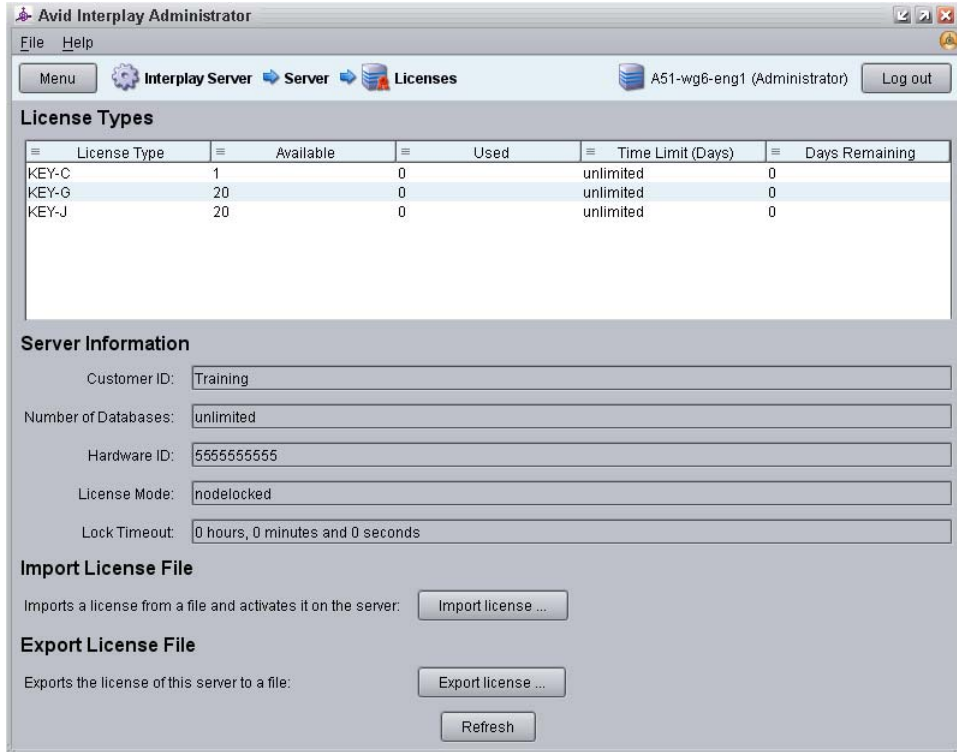 Avid Interplay Administrator
File Help
Menu Interplay Server Server Licenses A51-wg6-eng1 (Administrator) Log out
License Types
License Type Available Used Time Limit (Days) Days Remaining
KEY-C 1 0 unlimited 0
KEY-G 20 0 unlimited 0
KEY-J 20 0 unlimited 0
Server Information
Customer ID: Training
Number of Databases: unlimited
Hardware ID: 5555555555
License Mode: nodelocked
Lock Timeout: 0 hours, 0 minutes and 0 seconds
Import License File
Imports a license from a file and activates it on the server: Import license ...
Export License File
Exports the license of this server to a file: Export license ...
Refresh